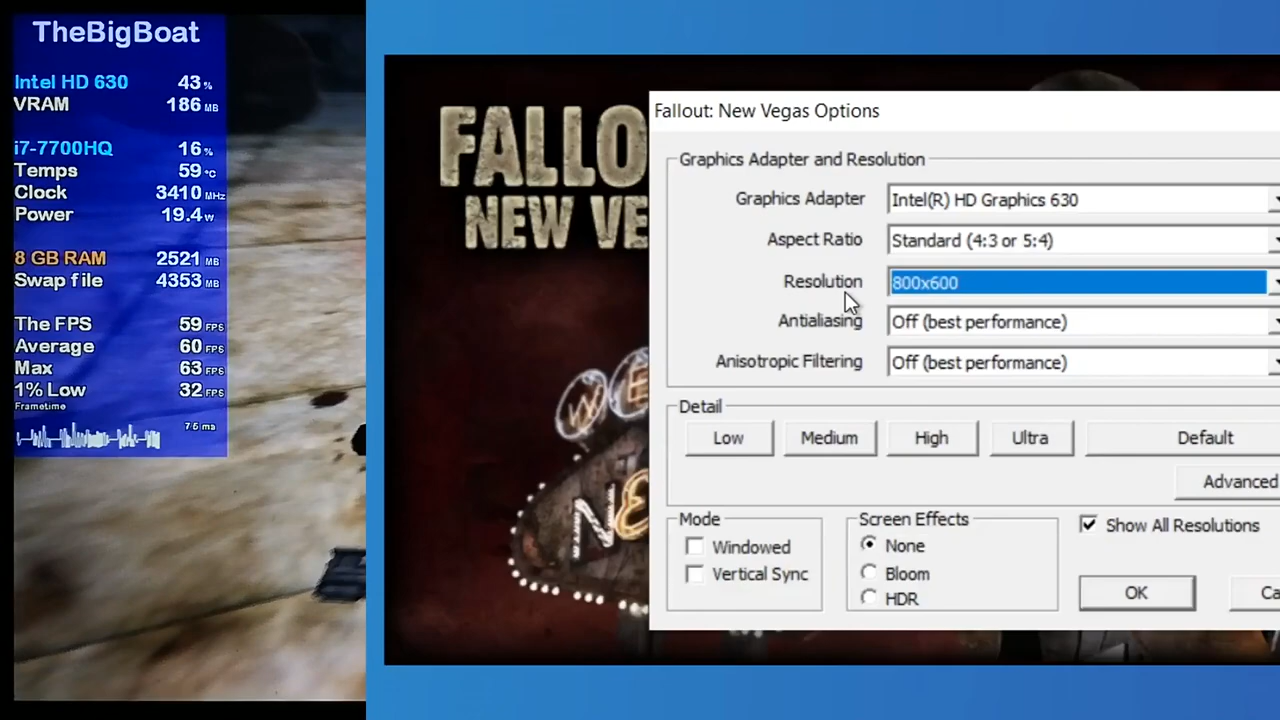 TheBigBoat
Intel HD 630 43 %
VRAM 186 MB
i7-7700HQ 16 %
Temps 59 °C
Clock 3410 MHz
Power 19.4 W
8 GB RAM 2521 MB
Swap file 4353 MB
The FPS 59 FPS
Average 60 FPS
Max 63 FPS
1% Low 32 FPS
Frametime
7.5 ms
FALLO
NEW VE
WE
NE
Fallout: New Vegas Options
Graphics Adapter and Resolution
Graphics Adapter Intel(R) HD Graphics 630
Aspect Ratio Standard (4:3 or 5:4)
Resolution 800x600
Antialiasing Off (best performance)
Anisotropic Filtering Off (best performance)
Detail
Low Medium High Ultra Default
Advanced
Mode
Windowed
Vertical Sync
Screen Effects
None
Bloom
HDR
Show All Resolutions
OK Ca